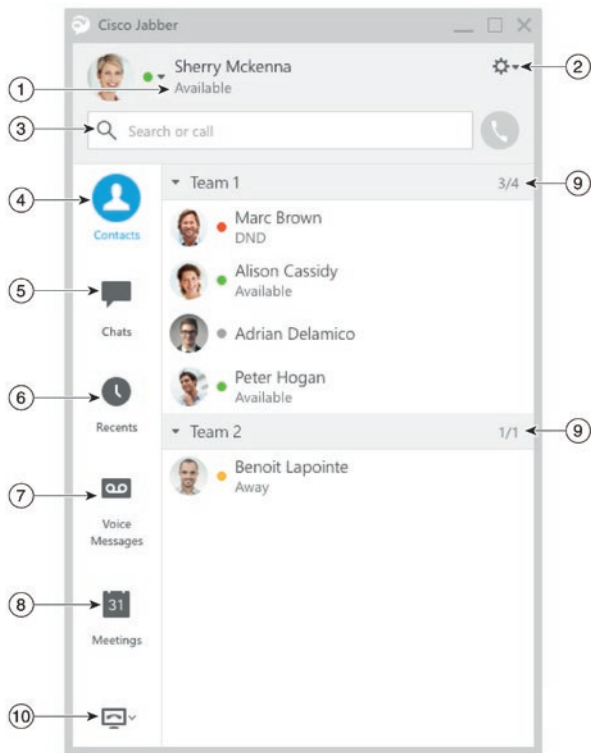 Cisco Jabber
Sherry Mckenna
Available
1
2
3
Search or call
4
Contacts
Team 1
3/4
9
Marc Brown
DND
Alison Cassidy
Available
5
Chats
Adrian Delamico
Peter Hogan
Available
6
Recents
Team 2
1/1
9
Benoit Lapointe
Away
7
Voice
Messages
8
31
Meetings
10